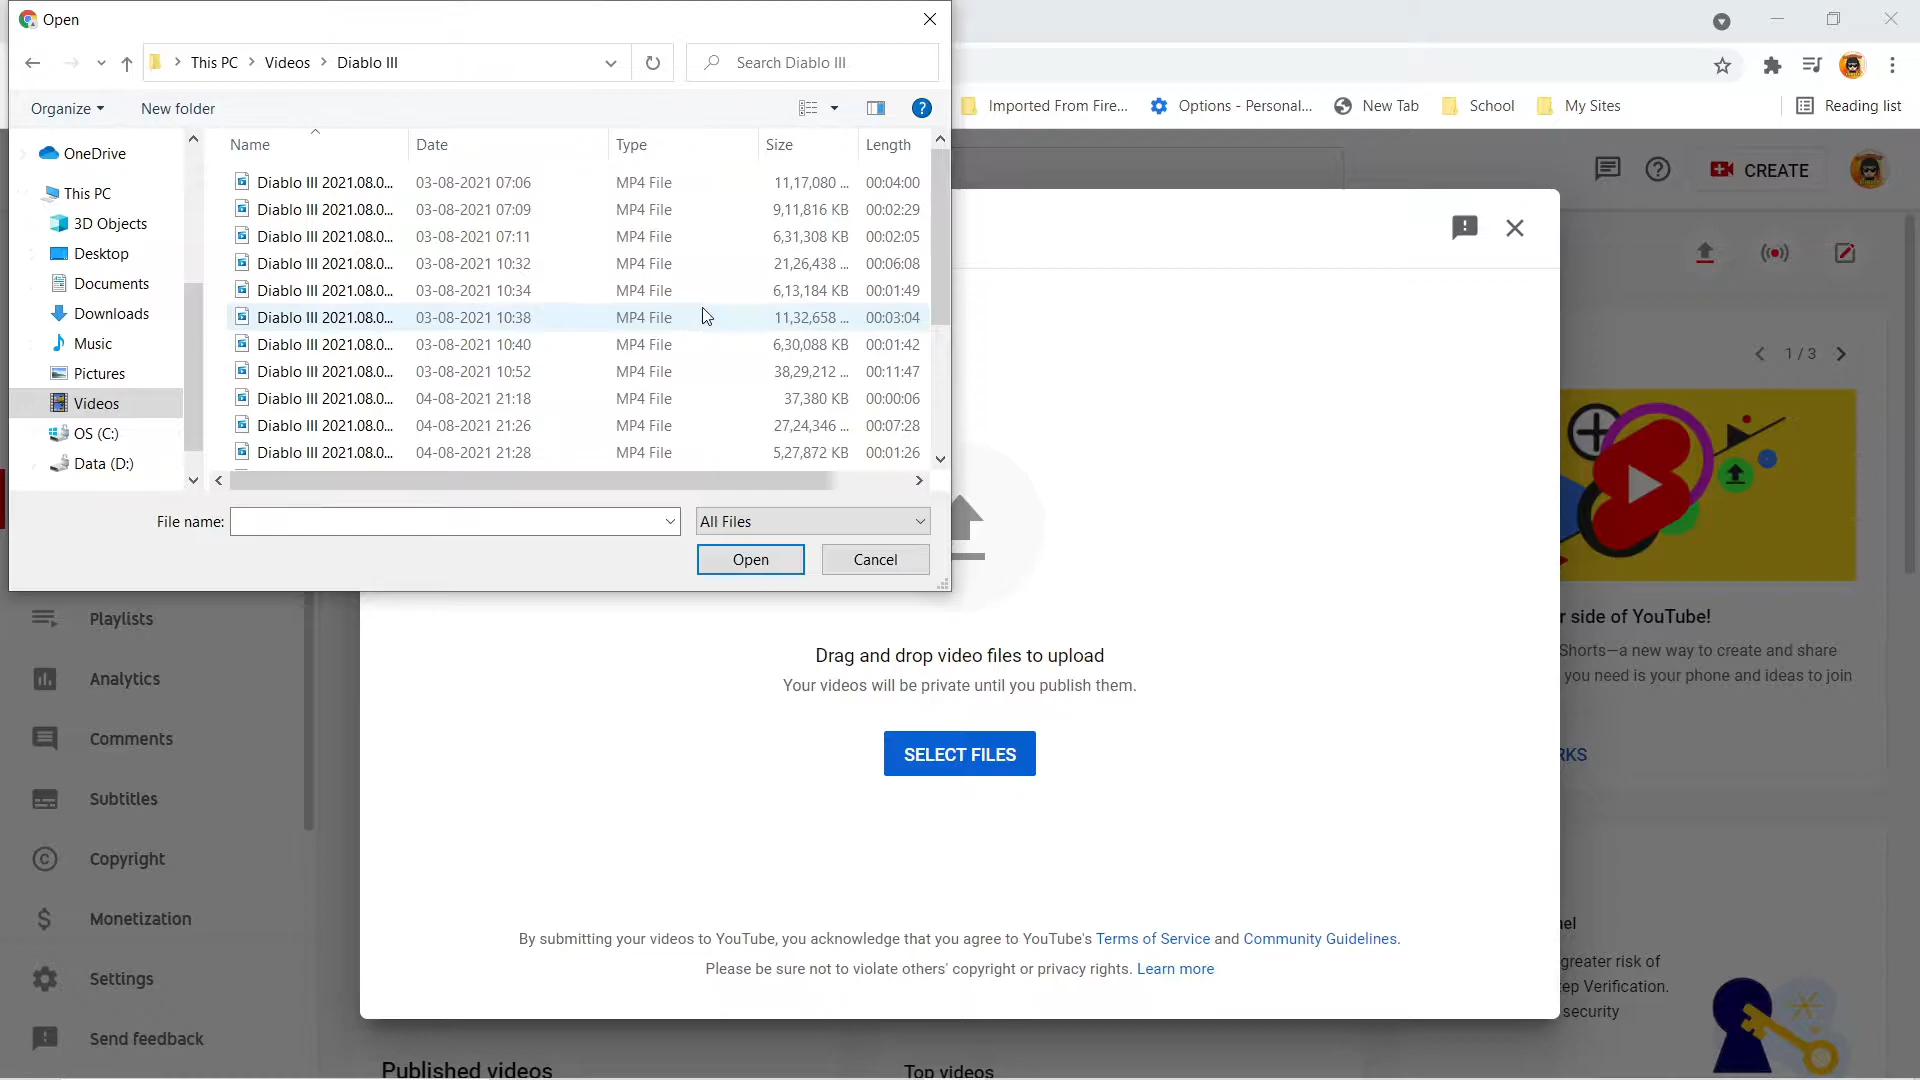 Open
This PC > Videos > Diablo III
Search Diablo III
Organize
New folder
Imported From Fire...
Options - Personal...
New Tab
School
My Sites
Reading list
Name Date Type Size Length
OneDrive
This PC
3D Objects
Desktop
Documents
Downloads
Music
Pictures
Videos
OS (C:)
Data (D:)
Diablo III 2021.08.0... 03-08-2021 07:06 MP4 File 11,17,080 ... 00:04:00
Diablo III 2021.08.0... 03-08-2021 07:09 MP4 File 9,11,816 KB 00:02:29
Diablo III 2021.08.0... 03-08-2021 07:11 MP4 File 6,31,308 KB 00:02:05
Diablo III 2021.08.0... 03-08-2021 10:32 MP4 File 21,26,438 ... 00:06:08
Diablo III 2021.08.0... 03-08-2021 10:34 MP4 File 6,13,184 KB 00:01:49
Diablo III 2021.08.0... 03-08-2021 10:38 MP4 File 11,32,658 ... 00:03:04
Diablo III 2021.08.0... 03-08-2021 10:40 MP4 File 6,30,088 KB 00:01:42
Diablo III 2021.08.0... 03-08-2021 10:52 MP4 File 38,29,212 ... 00:11:47
Diablo III 2021.08.0... 04-08-2021 21:18 MP4 File 37,380 KB 00:00:06
Diablo III 2021.08.0... 04-08-2021 21:26 MP4 File 27,24,346 ... 00:07:28
Diablo III 2021.08.0... 04-08-2021 21:28 MP4 File 5,27,872 KB 00:01:26
File name:
All Files
Open
Cancel
CREATE
1 / 3
Playlists
Analytics
Comments
Subtitles
Copyright
Monetization
Settings
Send feedback
Drag and drop video files to upload
Your videos will be private until you publish them.
SELECT FILES
By submitting your videos to YouTube, you acknowledge that you agree to YouTube's Terms of Service and Community Guidelines.
Please be sure not to violate others' copyright or privacy rights. Learn more
r side of YouTube!
Shorts—a new way to create and share
you need is your phone and ideas to join
RKS
nel
greater risk of
tep Verification.
security
Published videos
Top videos